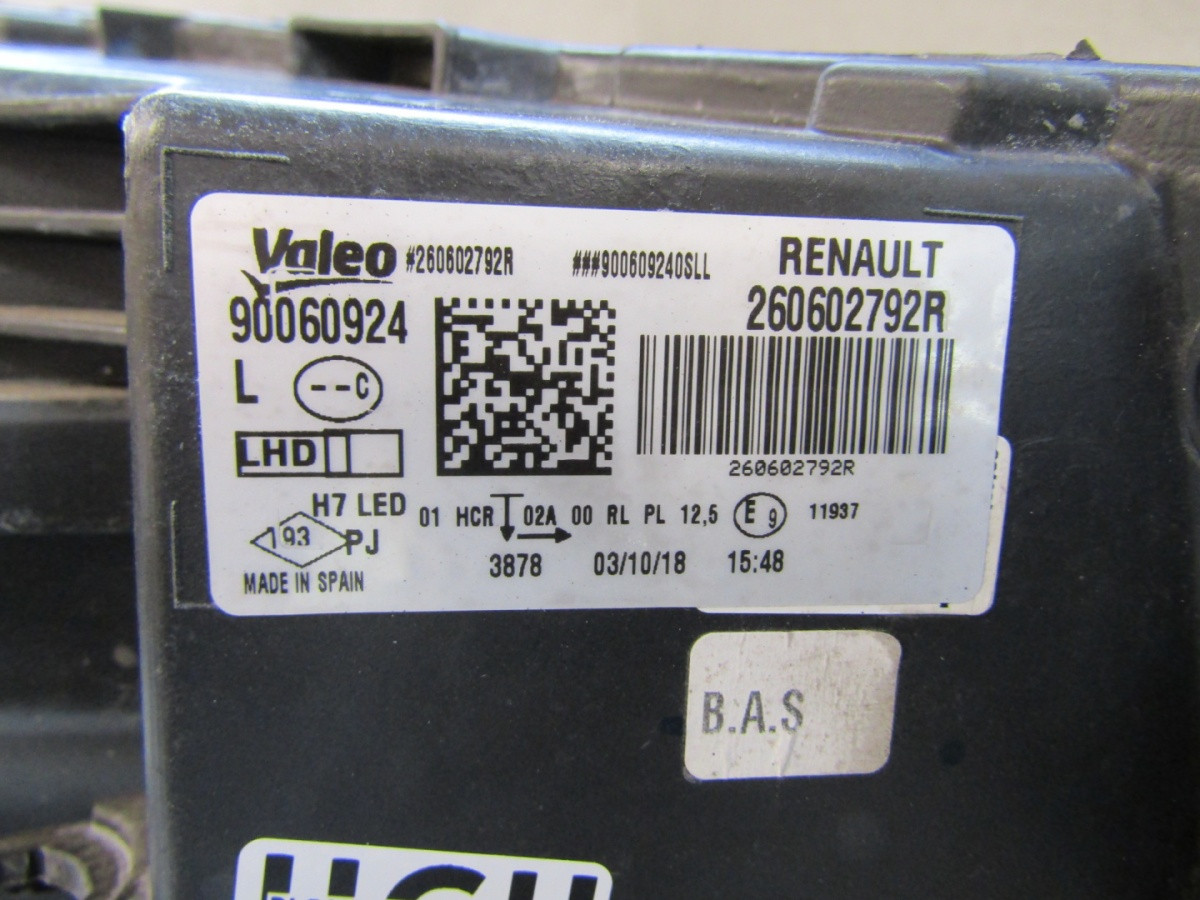 Valeo #260602792R ###900609240SLL RENAULT
90060924 260602792R
L --C
LHD
260602792R
H7 LED 01 HCR 02A 00 RL PL 12,5 E 9 11937
193 PJ
3878 03/10/18 15:48
MADE IN SPAIN
B.A.S